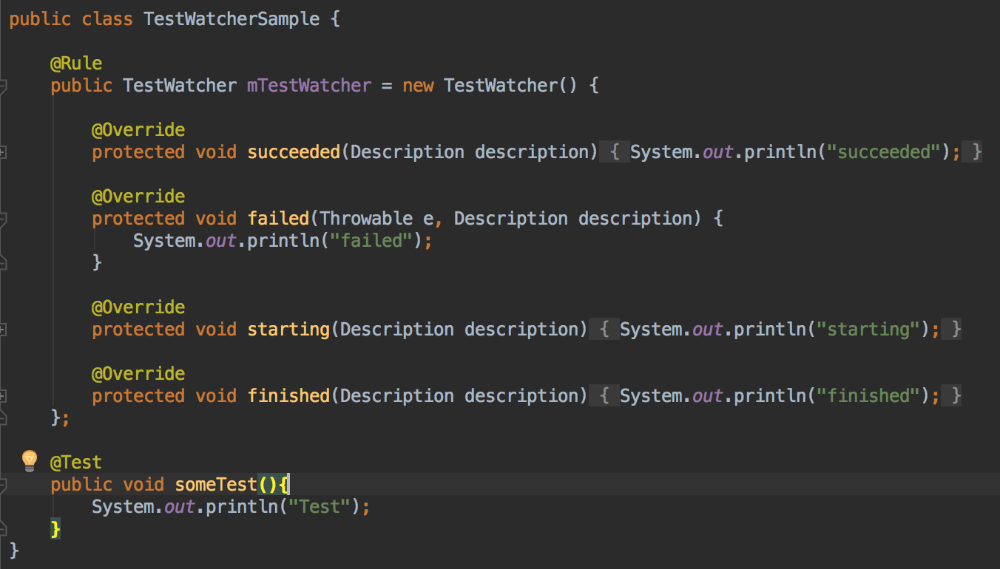 public class TestWatcherSample {
@Rule
public TestWatcher mTestWatcher = new TestWatcher() {
@Override
protected void succeeded(Description description) { System.out.println("succeeded"); }
@Override
protected void failed(Throwable e, Description description) {
System.out.println("failed");
}
@Override
protected void starting(Description description) { System.out.println("starting"); }
@Override
protected void finished(Description description) { System.out.println("finished"); }
};
@Test
public void someTest(){
System.out.println("Test");
}
}